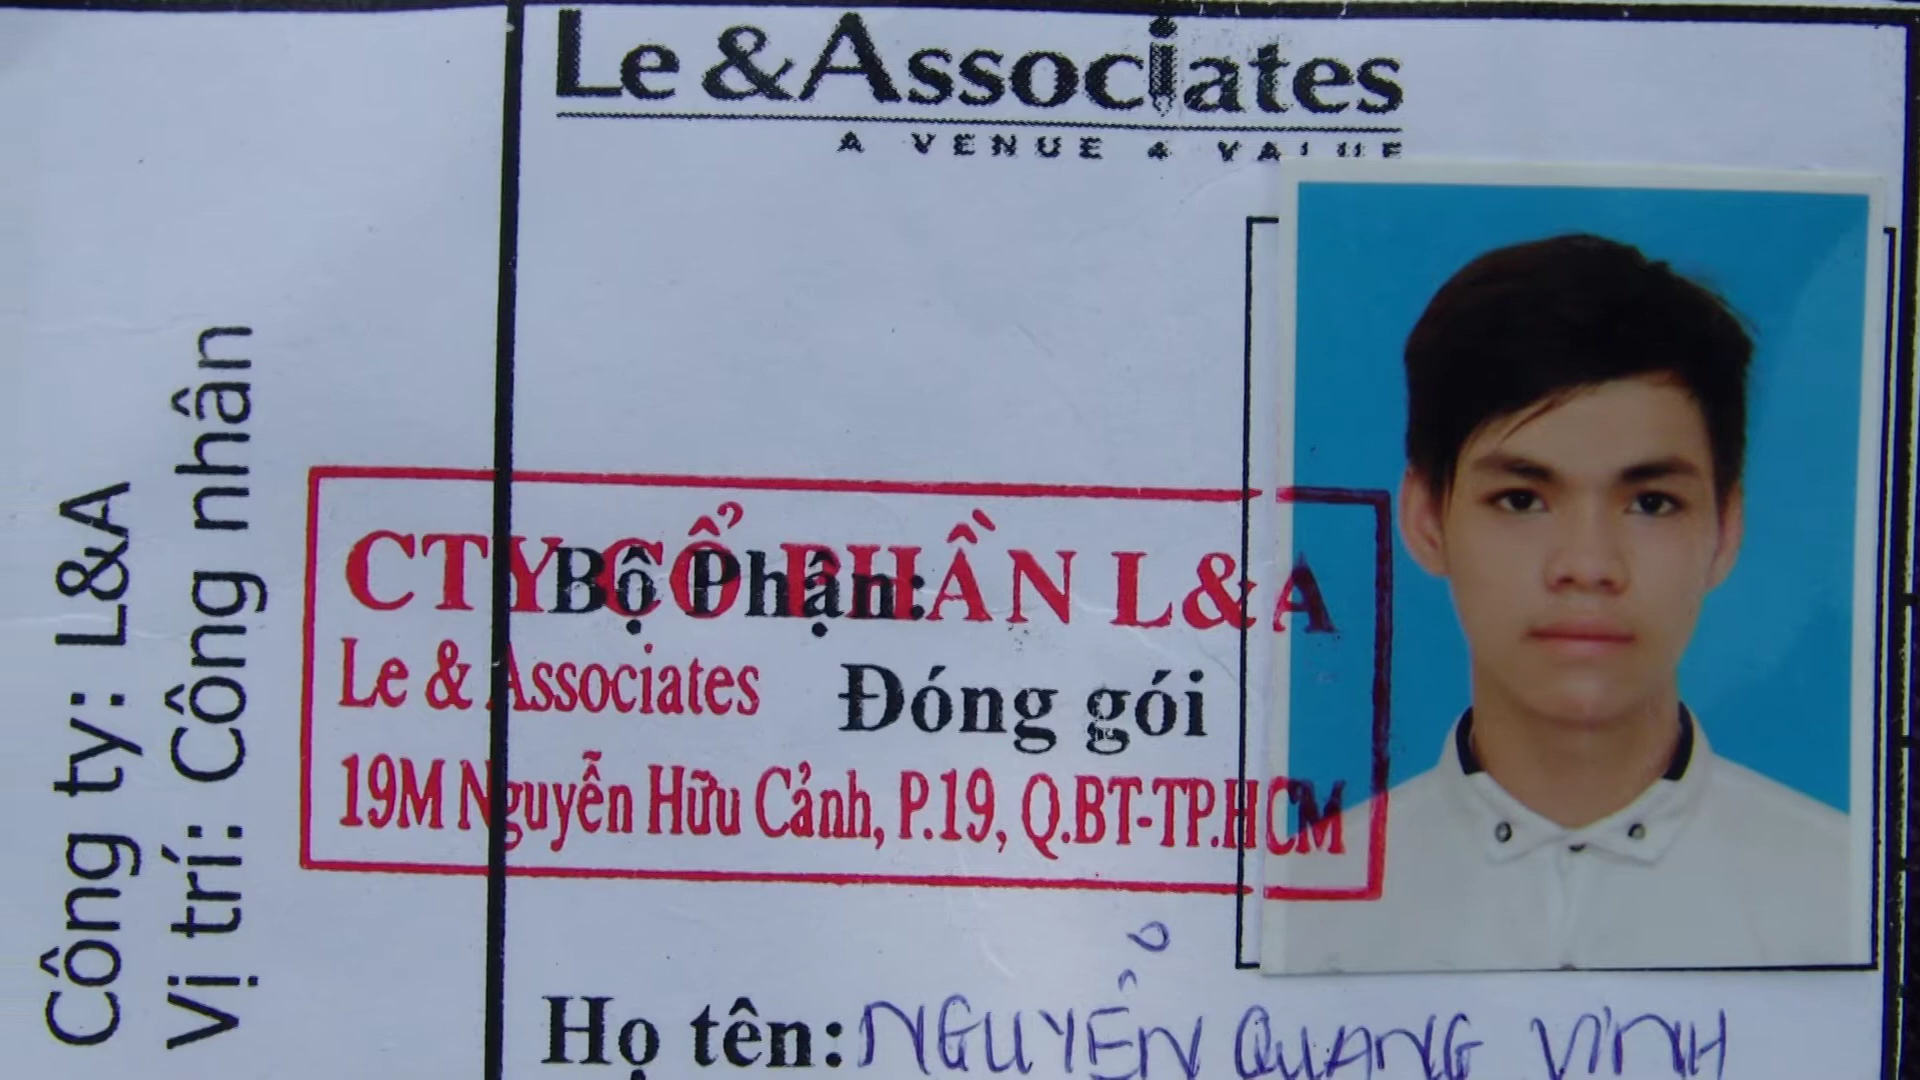 Công ty: L&A
Vị trí: Công nhân
Le & Associates
A VENUE 4 VALUE
CTY CỔ PHẦN L&A
Bộ Phận:
Le & Associates
Đóng gói
19M Nguyễn Hữu Cảnh, P.19, Q.BT-TP.HCM
Họ tên: NGUYỄN QUANG VINH